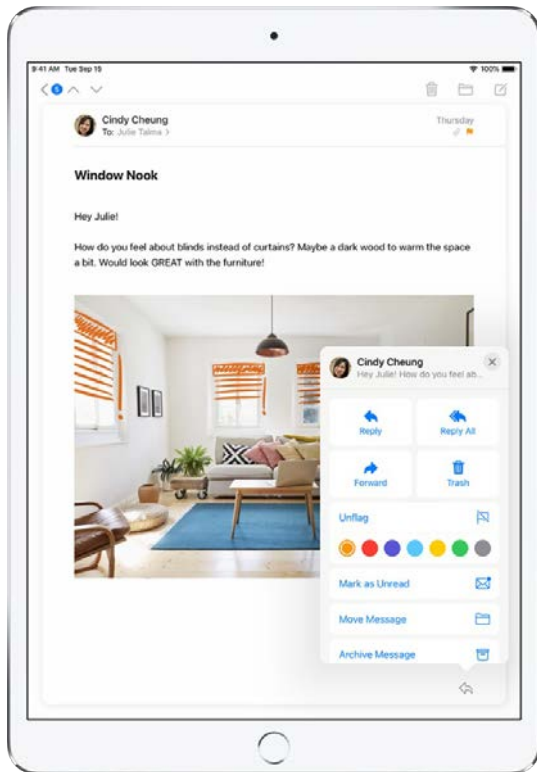 9:41 AM Tue Sep 15
100%
5
Cindy Cheung
Thursday
To: Julie Talma >
Window Nook
Hey Julie!
How do you feel about blinds instead of curtains? Maybe a dark wood to warm the space
a bit. Would look GREAT with the furniture!
Cindy Cheung
Hey Julie! How do you feel ab...
Reply
Reply All
Forward
Trash
Unflag
Mark as Unread
Move Message
Archive Message